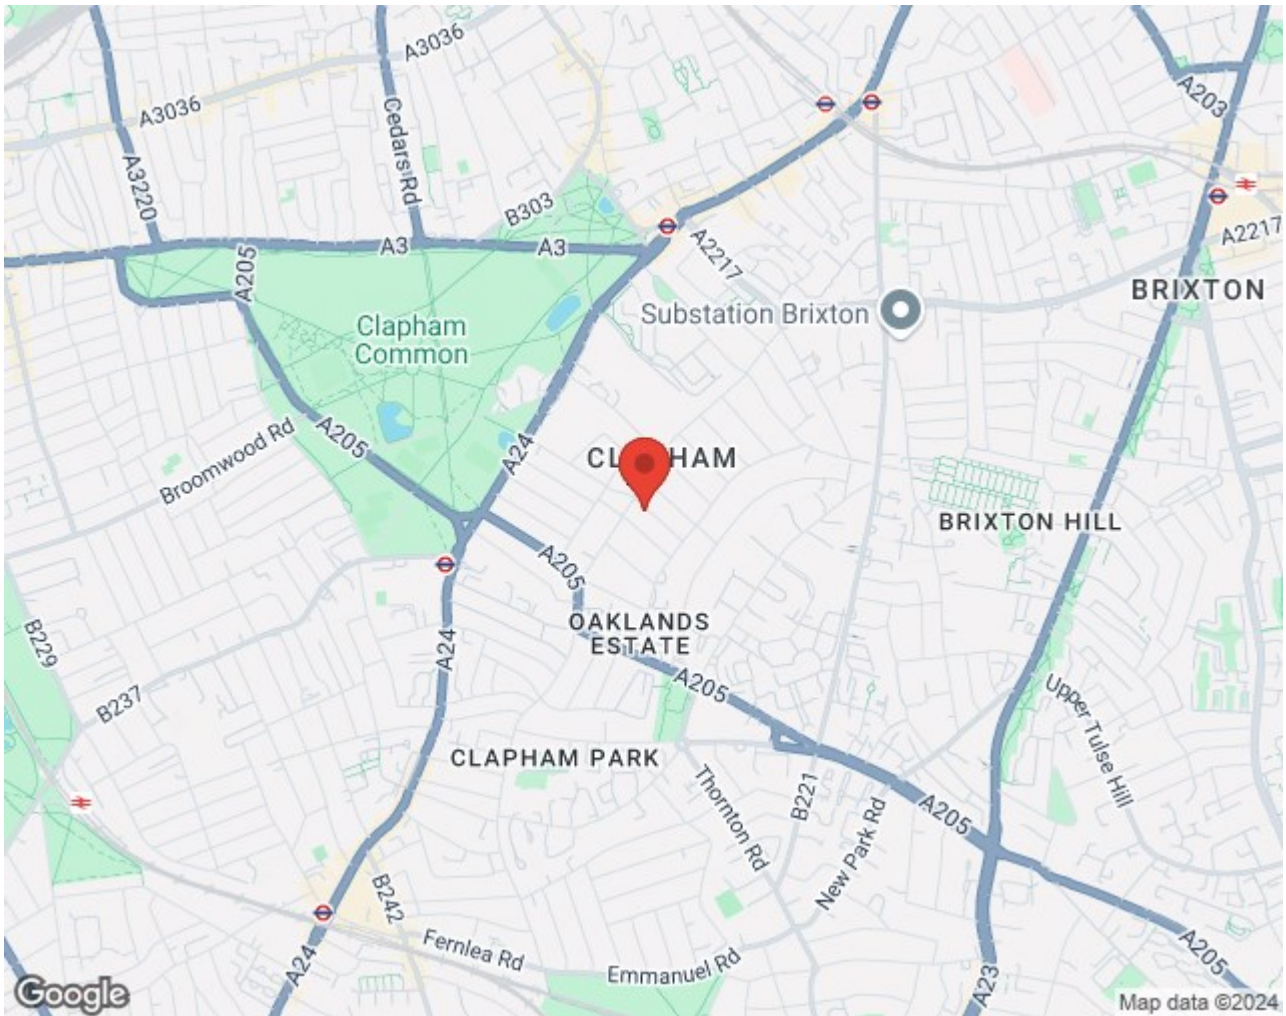 A3036
A3036
A203
Cedars Rd
A3220
B303
A2217
A2217
A3
A3
A205
BRIXTON
Substation Brixton
Clapham
Common
Broomwood Rd
A205
A24
BRIXTON HILL
A205
OAKLANDS
ESTATE
B229
A24
A205
B237
Upper Tulse Hill
CLAPHAM PARK
Thornton Rd
B221
New Park Rd
A205
B242
Fernlea Rd
Emmanuel Rd
A24
A205
A23
Google
Map data ©2024